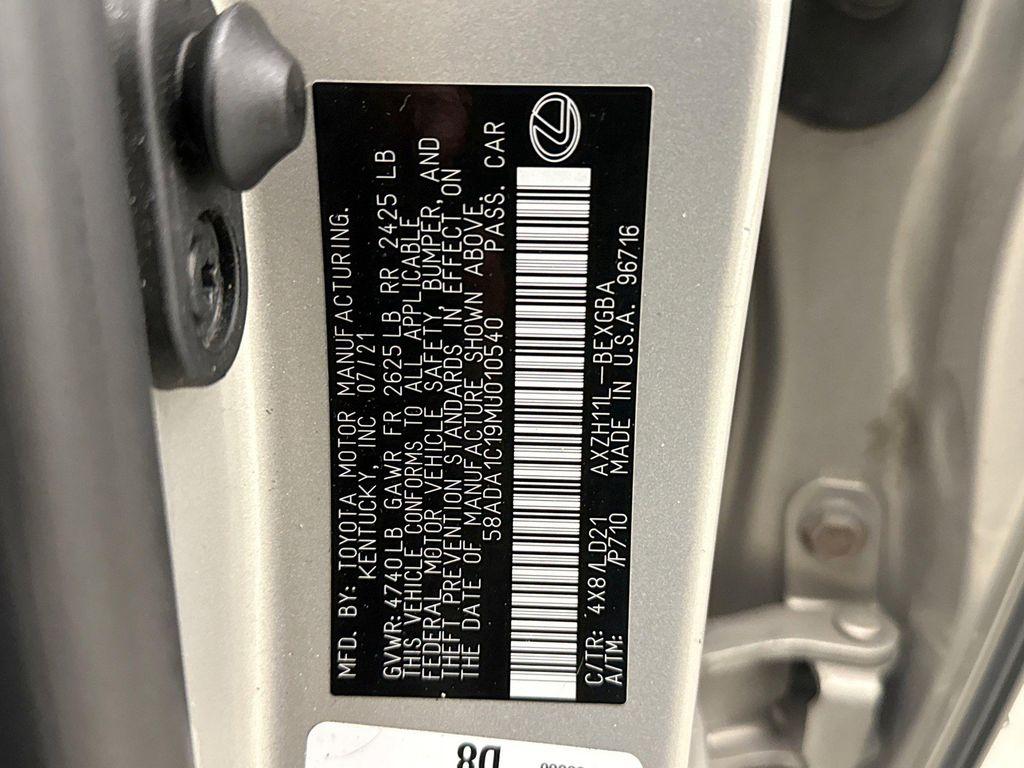 MFD. BY: TOYOTA MOTOR MANUFACTURING.
KENTUCKY, INC 07/21
GVWR: 4740LB GAWR FR 2625LB RR 2425 LB
THIS VEHICLE CONFORMS TO ALL APPLICABLE
FEDERAL MOTOR VEHICLE SAFETY, BUMPER, AND
THEFT PREVENTION STANDARDS IN EFFECT ON
THE DATE OF MANUFACTURE SHOWN ABOVE.
58ADA1C19MU010540 PASS. CAR
C/TR: 4X8/LD21 AXZH11L-BEXGBA
A/TM: /P710 MADE IN U.S.A. 96716
D8